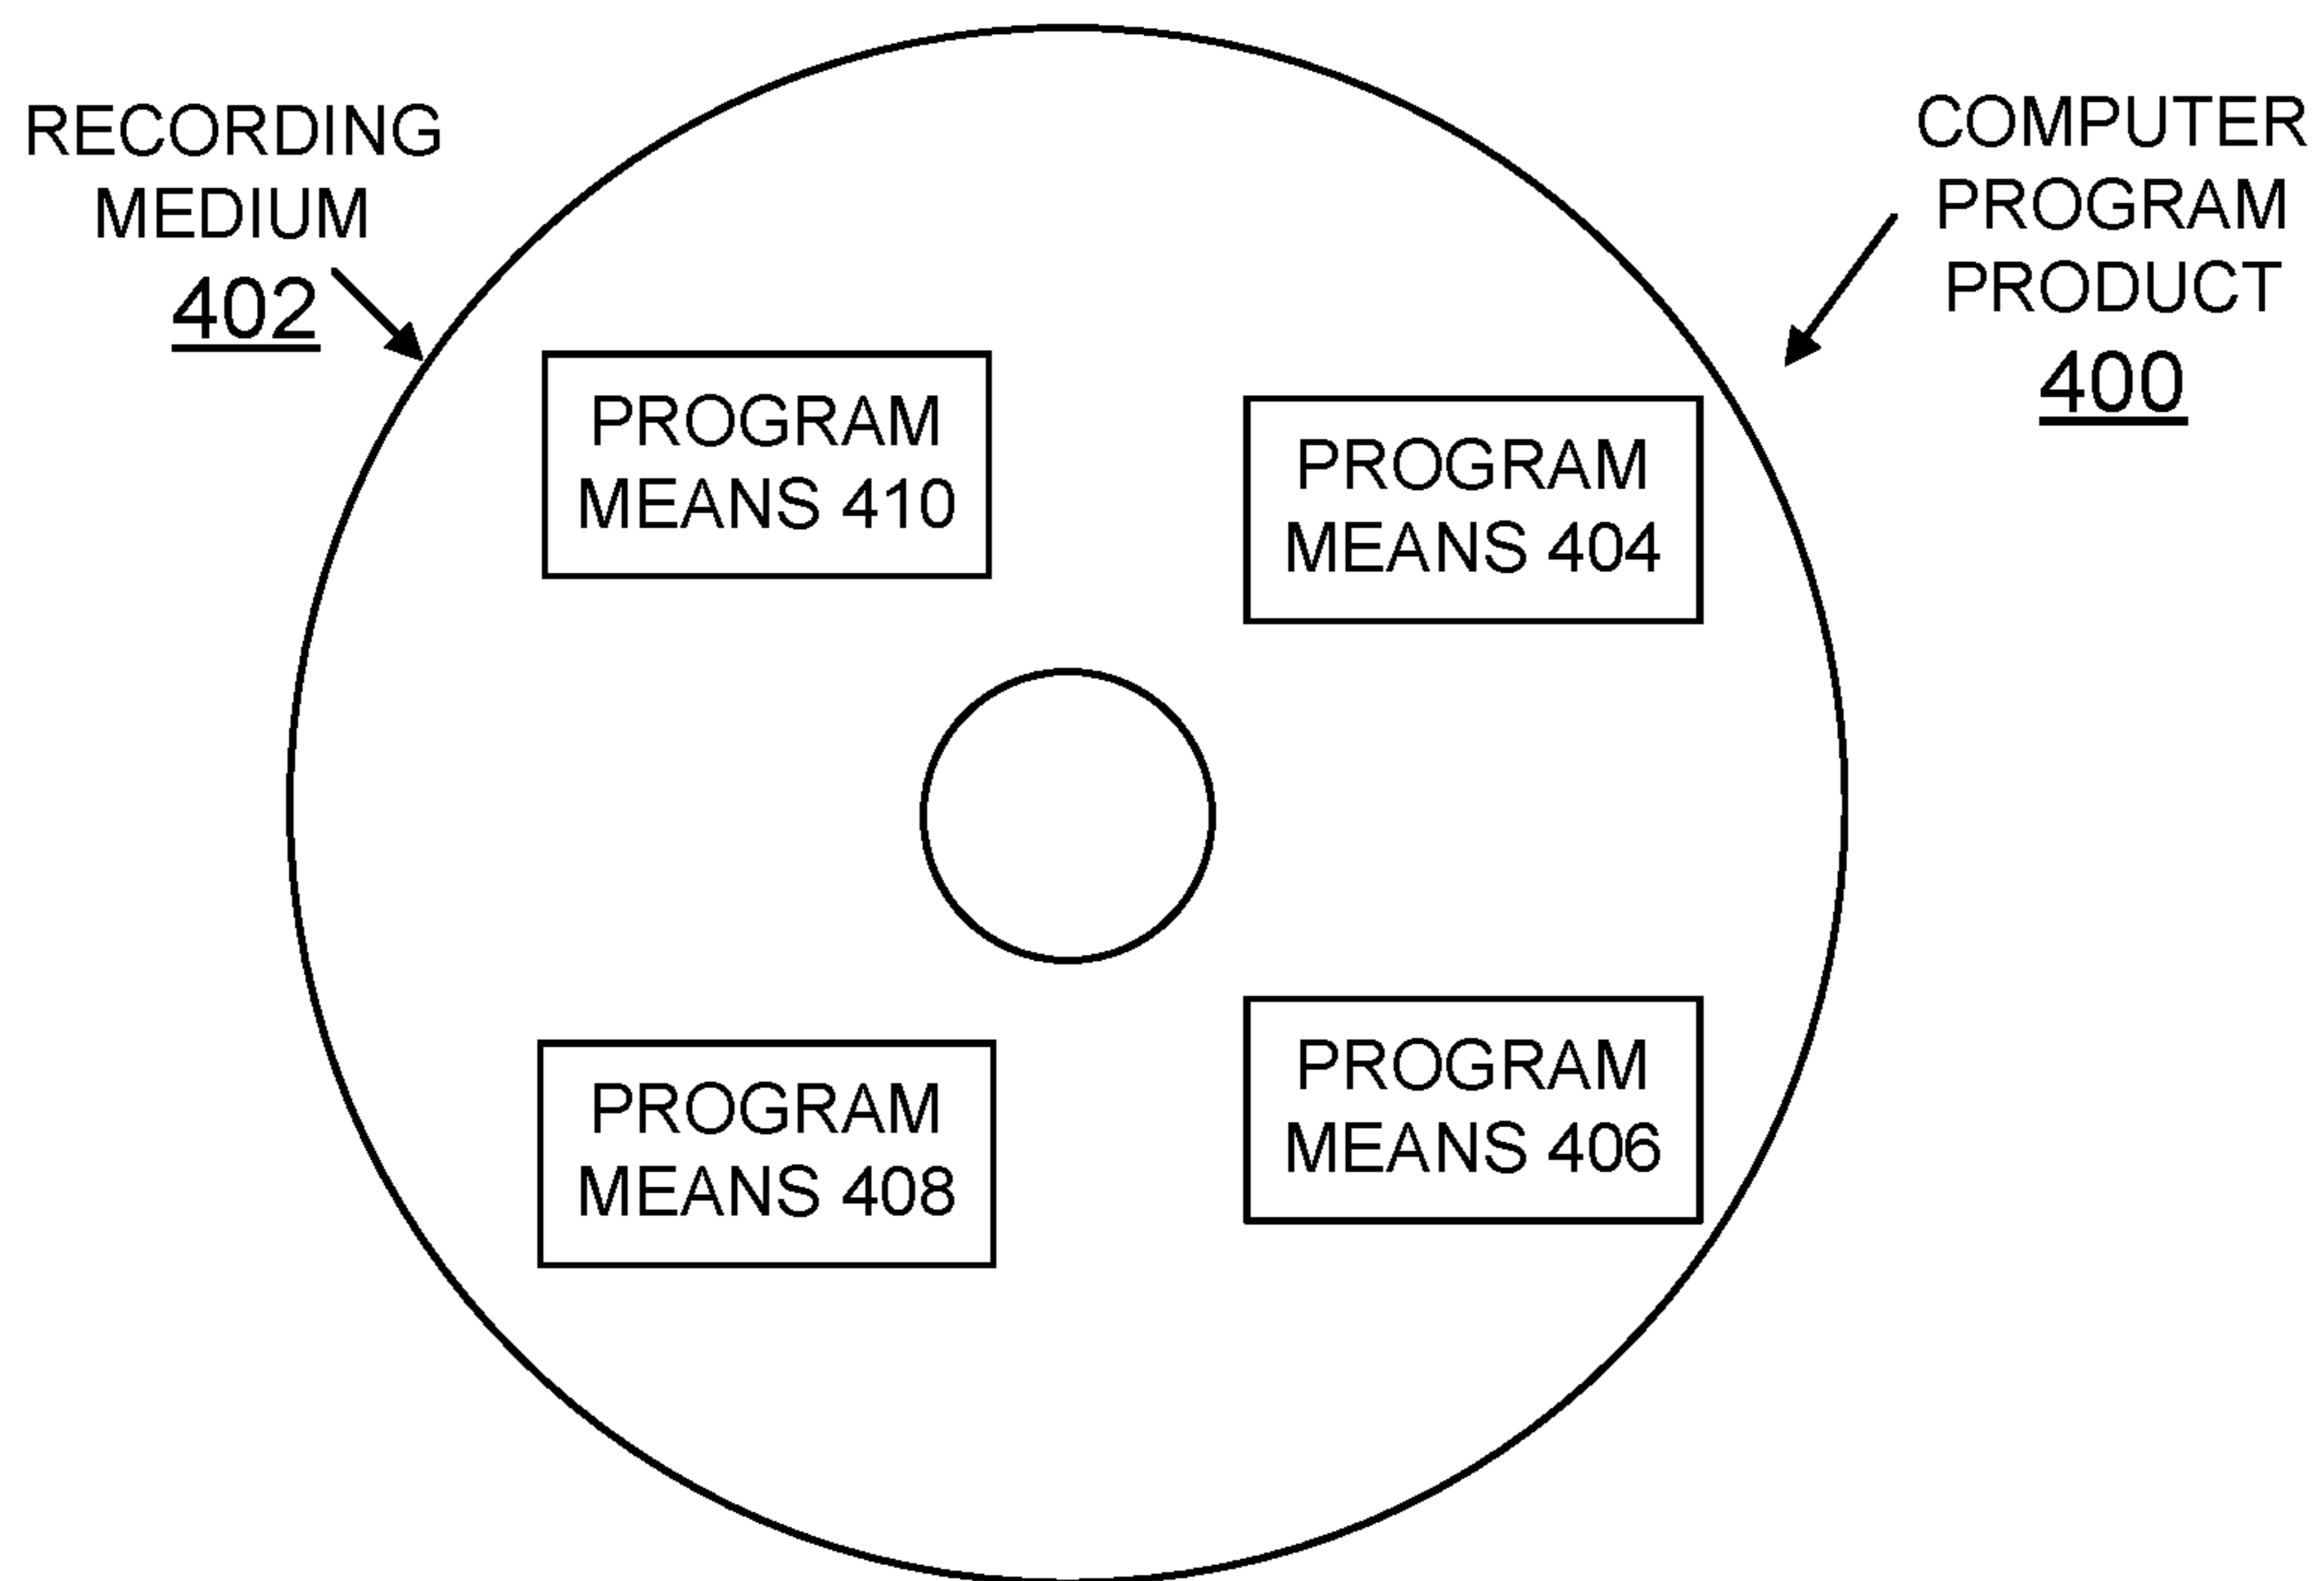 RECORDING
MEDIUM
402
COMPUTER
PROGRAM
PRODUCT
400
PROGRAM
MEANS 410
PROGRAM
MEANS 404
PROGRAM
MEANS 408
PROGRAM
MEANS 406